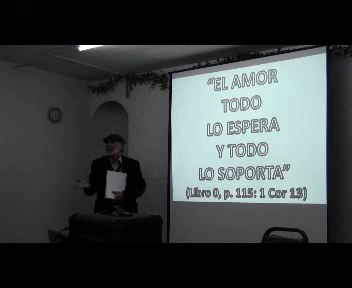 “EL AMOR
TODO
LO ESPERA
Y TODO
LO SOPORTA”
(Libro 0, p. 115: 1 Cor 13)